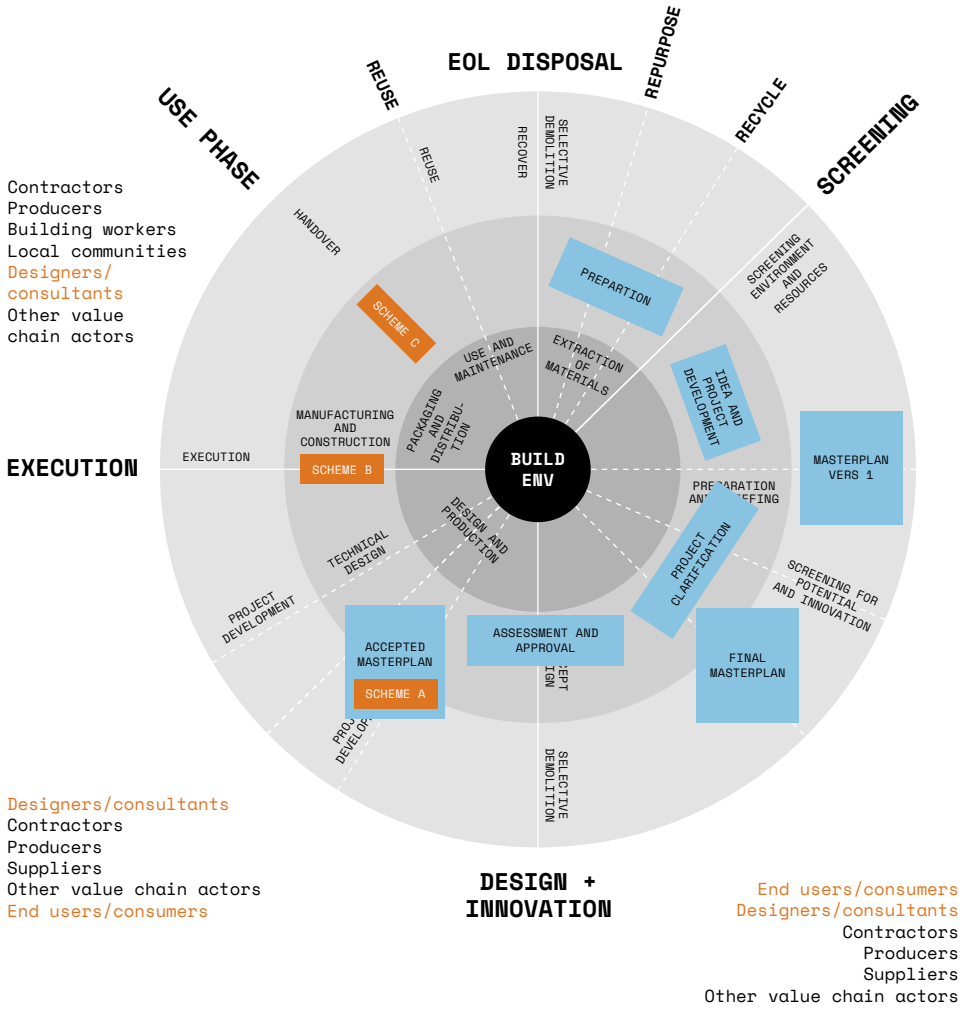 EOL DISPOSAL
REUSE
REPURPOSE
RECYCLE
USE PHASE
SCREENING
Contractors
Producers
Building workers
Local communities
Designers/
consultants
Other value
chain actors
REUSE
RECOVER
SELECTIVE
DEMOLITION
HANDOVER
SCREENING
ENVIRONMENT
AND
RESOURCES
PREPARTION
SCHEME C
USE AND
MAINTENANCE
EXTRACTION
OF
MATERIALS
IDEA AND
PROJECT
DEVELOPMENT
PACKAGING
AND
DISTRIBU-
TION
MANUFACTURING
AND
CONSTRUCTION
EXECUTION
EXECUTION
SCHEME B
BUILD
ENV
MASTERPLAN
VERS 1
PREPARATION
AND
DESIGN AND
PRODUCTION
PROJECT
CLARIFICATION
TECHNICAL
DESIGN
SCREENING FOR
POTENTIAL
AND INNOVATION
PROJECT
DEVELOPMENT
ACCEPTED
MASTERPLAN
SCHEME A
ASSESSMENT AND
APPROVAL
FINAL
MASTERPLAN
SELECTIVE
DEMOLITION
Designers/consultants
Contractors
Producers
Suppliers
Other value chain actors
End users/consumers
DESIGN +
INNOVATION
End users/consumers
Designers/consultants
Contractors
Producers
Suppliers
Other value chain actors